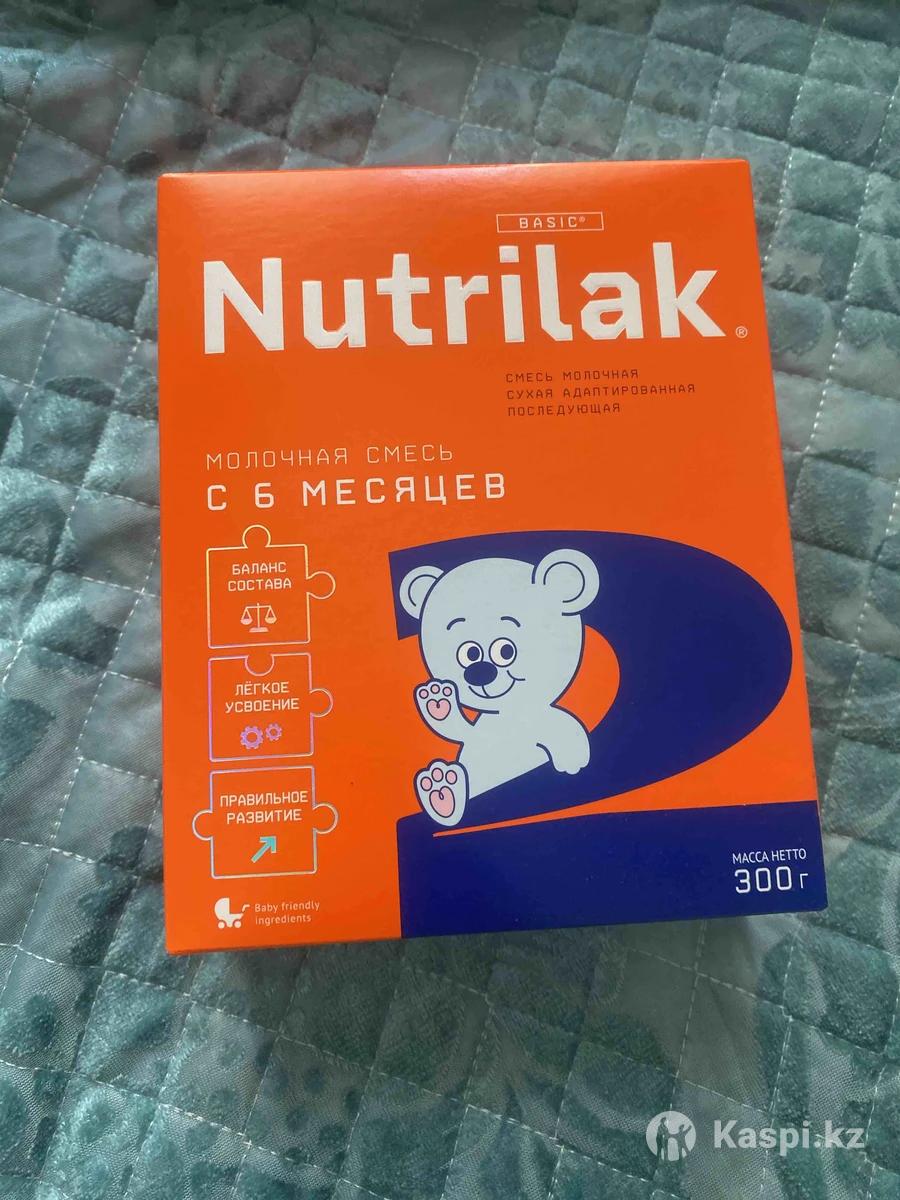 BASIC®
Nutrilak®
СМЕСЬ МОЛОЧНАЯ
СУХАЯ АДАПТИРОВАННАЯ
ПОСЛЕДУЮЩАЯ
МОЛОЧНАЯ СМЕСЬ
С 6 МЕСЯЦЕВ
БАЛАНС
СОСТАВА
ЛЁГКОЕ
УСВОЕНИЕ
ПРАВИЛЬНОЕ
РАЗВИТИЕ
2
Baby friendly
ingredients
МАССА НЕТТО
300 г
Kaspi.kz